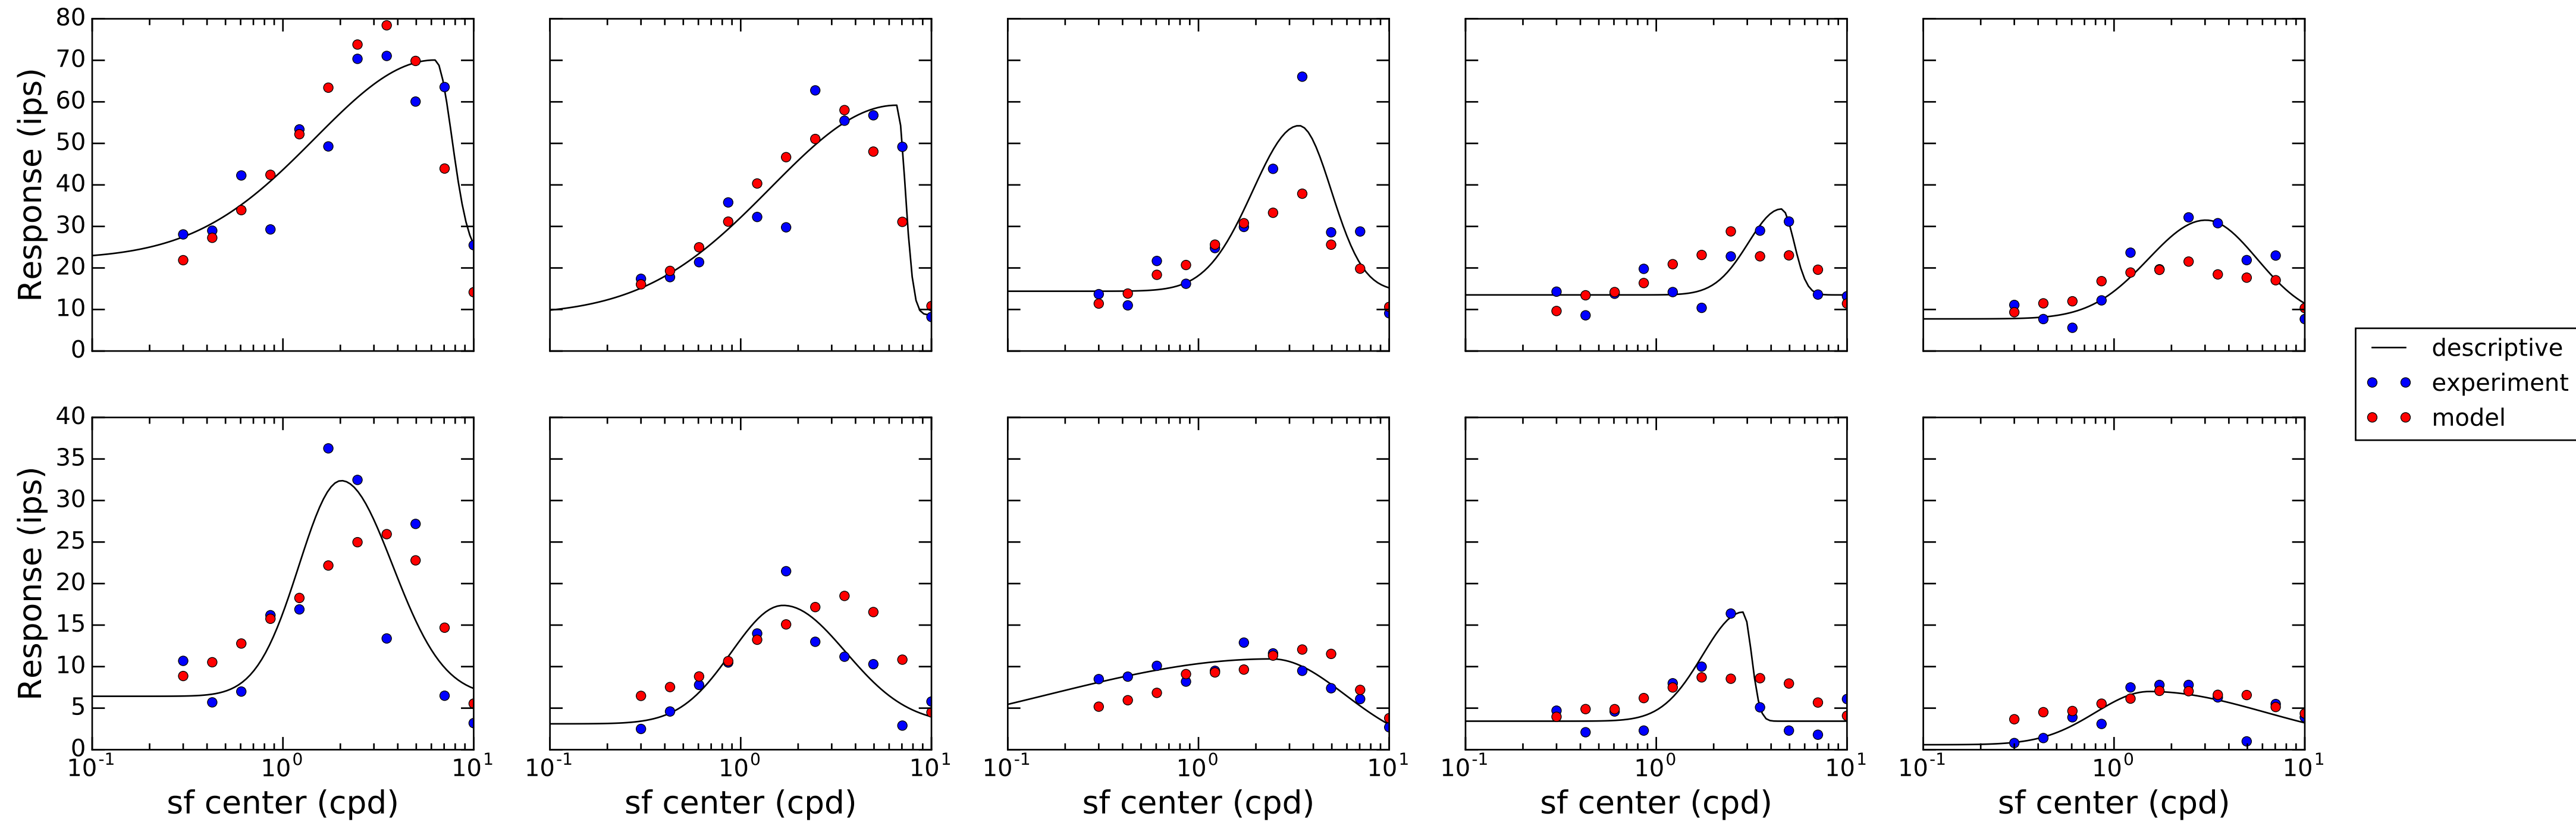 80
70
60
50
40
30
20
10
0
Response (ips)
descriptive
experiment
model
40
35
30
25
20
15
10
5
0
Response (ips)
10^-1 10^0 10^1 10^-1 10^0 10^1 10^-1 10^0 10^1 10^-1 10^0 10^1 10^-1 10^0 10^1
sf center (cpd) sf center (cpd) sf center (cpd) sf center (cpd) sf center (cpd)